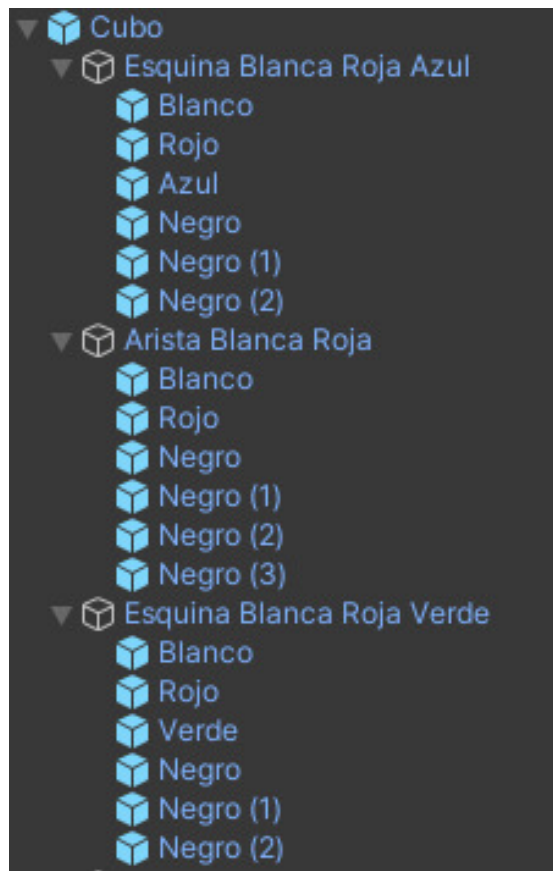 Cubo
Esquina Blanca Roja Azul
Blanco
Rojo
Azul
Negro
Negro (1)
Negro (2)
Arista Blanca Roja
Blanco
Rojo
Negro
Negro (1)
Negro (2)
Negro (3)
Esquina Blanca Roja Verde
Blanco
Rojo
Verde
Negro
Negro (1)
Negro (2)